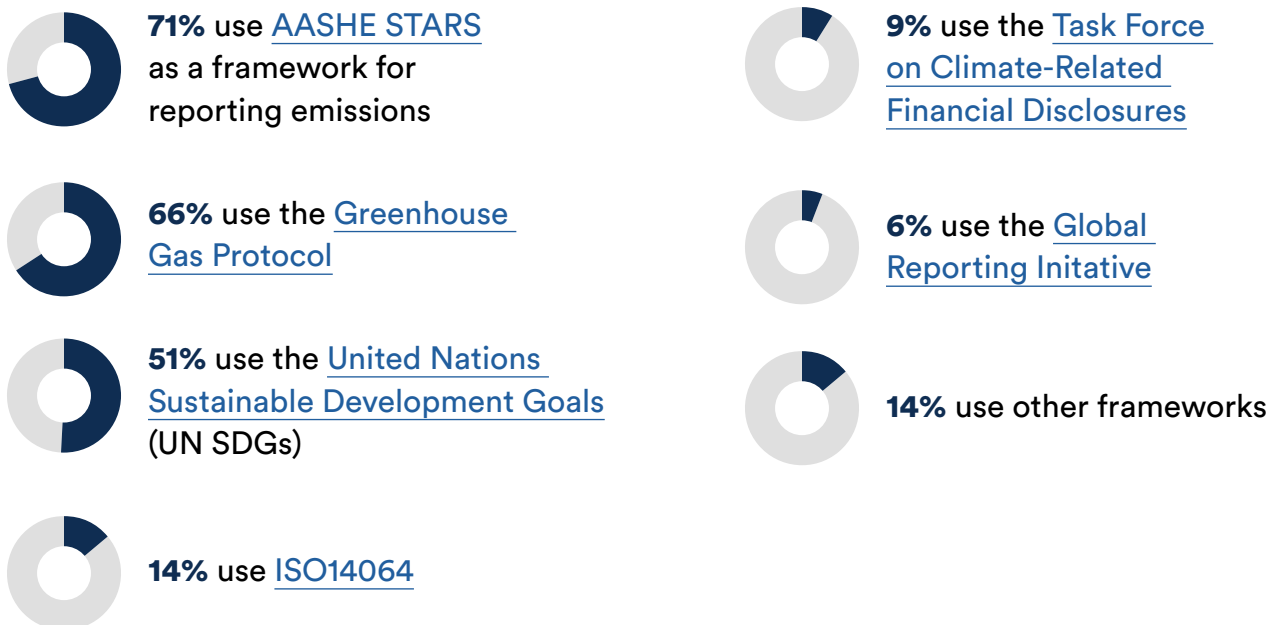 71% use AASHE STARS
as a framework for
reporting emissions
66% use the Greenhouse
Gas Protocol
51% use the United Nations
Sustainable Development Goals
(UN SDGs)
14% use ISO14064
9% use the Task Force
on Climate-Related
Financial Disclosures
6% use the Global
Reporting Initative
14% use other frameworks